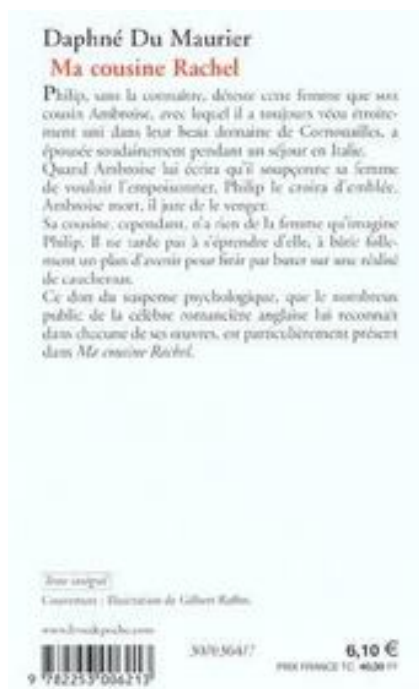 Daphné Du Maurier
Ma cousine Rachel
Philip, sans la connaître, déteste cette femme que son
cousin Ambroise, avec lequel il a toujours vécu étroite-
ment uni dans leur beau domaine de Cornouailles, a
épousée soudainement pendant un séjour en Italie.
Quand Ambroise lui écrira qu'il soupçonne sa femme
de vouloir l'empoisonner, Philip le croira d'emblée.
Ambroise mort, il jure de le venger.
Sa cousine, cependant, n'a rien de la femme qu'imagine
Philip. Il ne tarde pas à s'éprendre d'elle, à bâtir folle-
ment un plan d'avenir pour finir par buter sur une réalité
de cauchemar.
Ce don du suspense psychologique, que le nombreux
public de la célèbre romancière anglaise lui reconnaît
dans chacune de ses œuvres, est particulièrement présent
dans Ma cousine Rachel.
Texte intégral
Couverture : Illustration de Gilbert
www.livredepoche.com
6,10 €
PRIX FRANCE TC
9 782253 006213